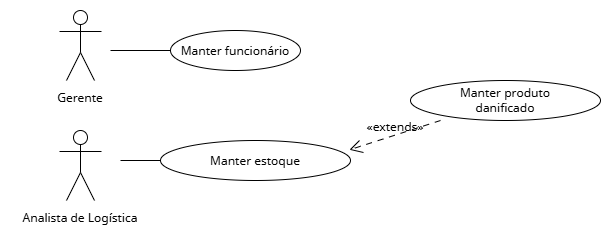 Manter funcionário
Gerente
Manter produto
danificado
«extends»
Manter estoque
Analista de Logística